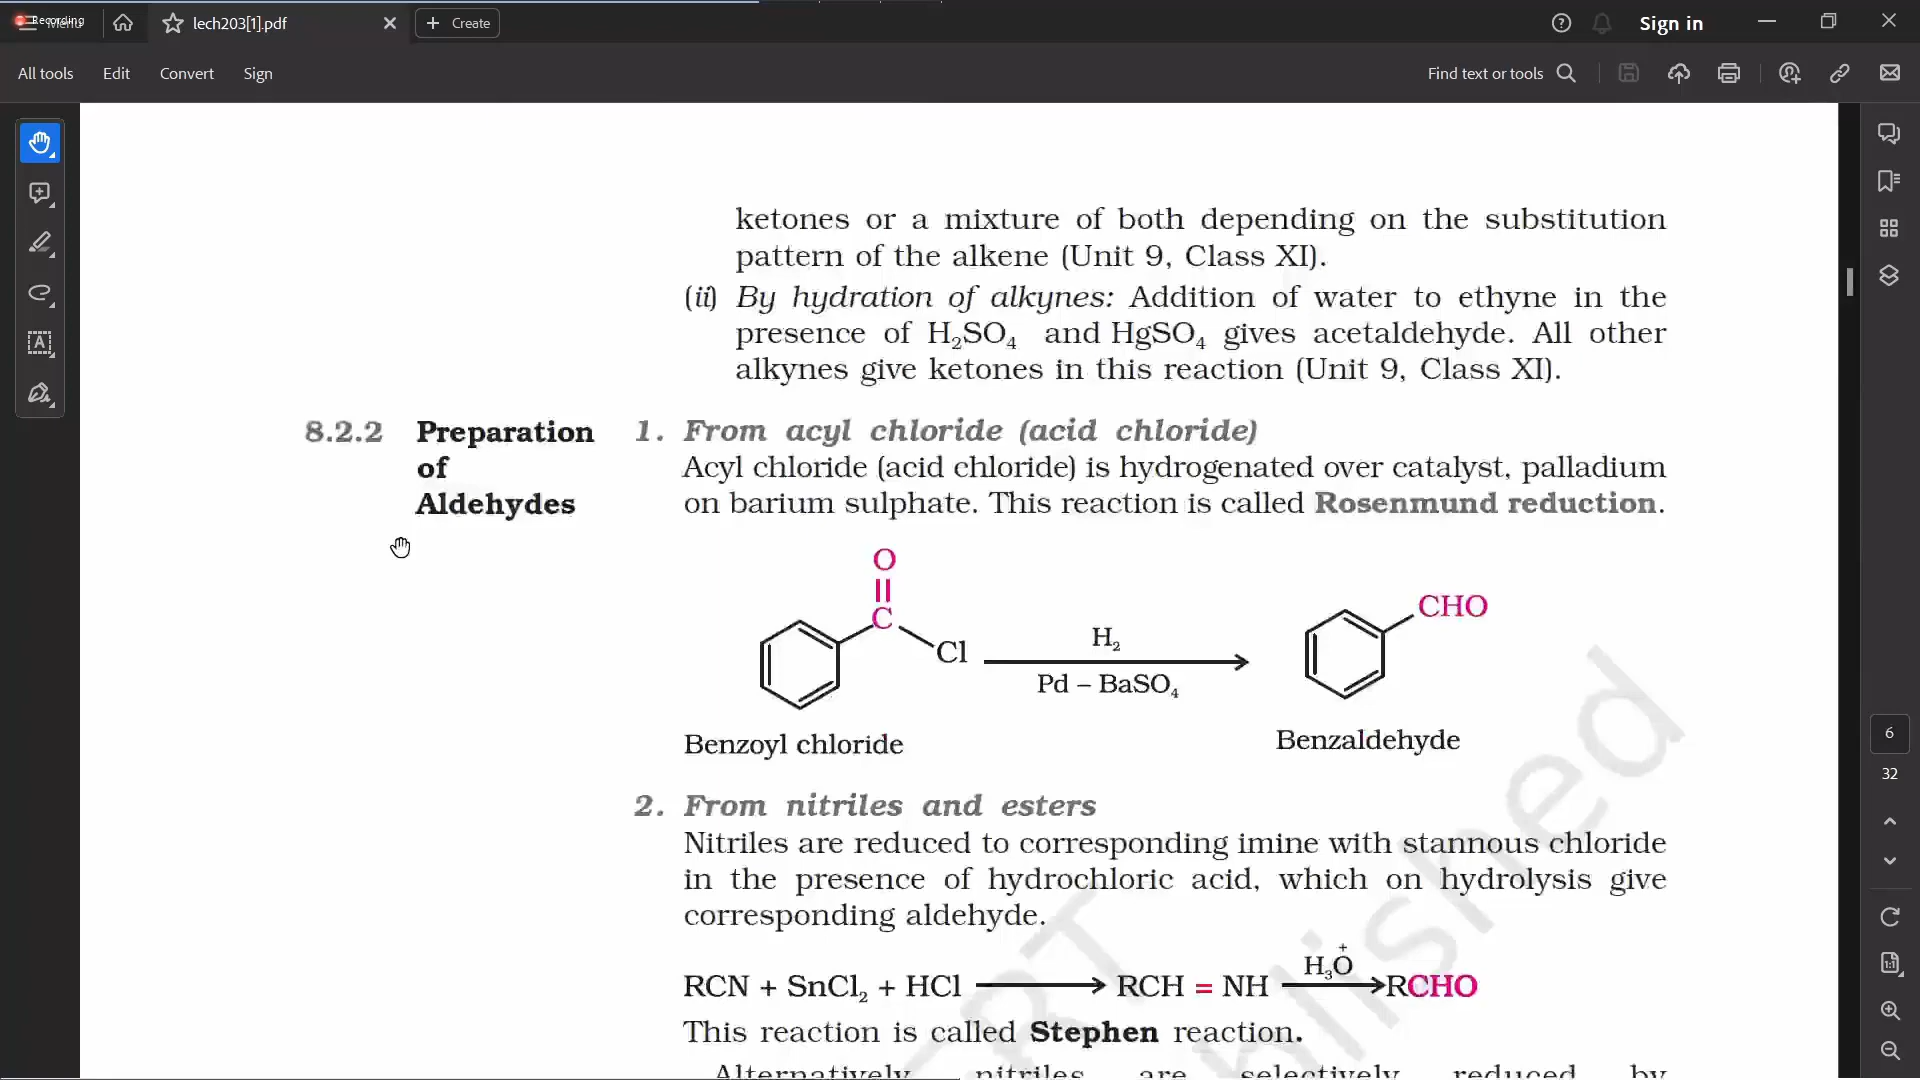 Recording
Menu
lech203[1].pdf
Create
Sign in
All tools
Edit
Convert
Sign
Find text or tools
ketones or a mixture of both depending on the substitution
pattern of the alkene (Unit 9, Class XI).
(ii) By hydration of alkynes: Addition of water to ethyne in the
presence of H₂SO₄ and HgSO₄ gives acetaldehyde. All other
alkynes give ketones in this reaction (Unit 9, Class XI).
8.2.2 Preparation
of
Aldehydes
1. From acyl chloride (acid chloride)
Acyl chloride (acid chloride) is hydrogenated over catalyst, palladium
on barium sulphate. This reaction is called Rosenmund reduction.
O
C
Cl
H₂
Pd – BaSO₄
CHO
Benzoyl chloride
Benzaldehyde
2. From nitriles and esters
Nitriles are reduced to corresponding imine with stannous chloride
in the presence of hydrochloric acid, which on hydrolysis give
corresponding aldehyde.
RCN + SnCl₂ + HCl ⟶ RCH = NH
H₃O⁺
RCHO
This reaction is called Stephen reaction.
Alternatively, nitriles are selectively reduced by
6
32